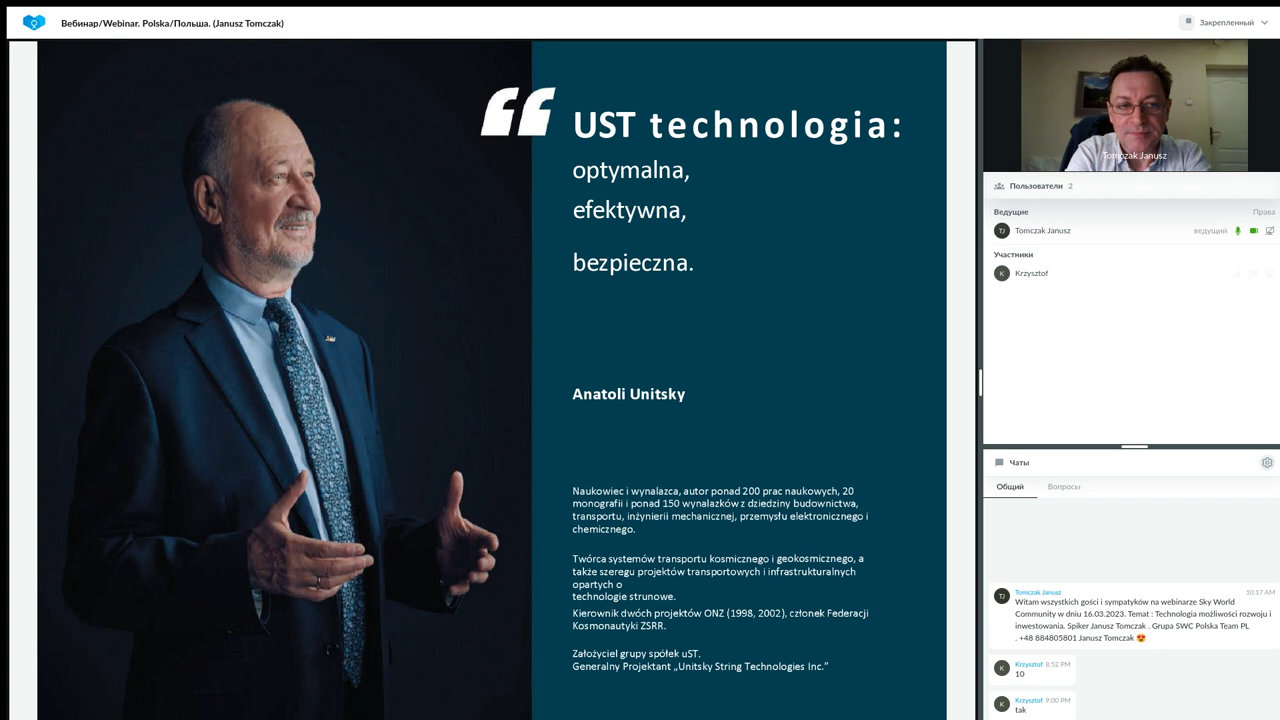 Вебинар/Webinar. Polska/Польша. (Janusz Tomczak)
Закрепленный
“
UST technologia:
optymalna,
efektywna,
bezpieczna.
Anatoli Unitsky
Naukowiec i wynalazca, autor ponad 200 prac naukowych, 20
monografii i ponad 150 wynalazków z dziedziny budownictwa,
transportu, inżynierii mechanicznej, przemysłu elektronicznego i
chemicznego.
Twórca systemów transportu kosmicznego i geokosmicznego, a
także szeregu projektów transportowych i infrastrukturalnych
opartych o
technologie strunowe.
Kierownik dwóch projektów ONZ (1998, 2002), członek Federacji
Kosmonautyki ZSRR.
Założyciel grupy spółek uST.
Generalny Projektant „Unitsky String Technologies Inc.”
Tomczak Janusz
Пользователи 2
Ведущие Права
TJ Tomczak Janusz ведущий
Участники
K Krzysztof
Чаты
Общий Вопросы
TJ Tomczak Janusz 10:17 AM
Witam wszystkich gości i sympatyków na webinarze Sky World
Community w dniu 16.03.2023. Temat : Technologia możliwości rozwoju i
inwestowania. Spiker Janusz Tomczak . Grupa SWC Polska Team PL
. +48 884805801 Janusz Tomczak 😍
K Krzysztof 8:52 PM
10
K Krzysztof 9:00 PM
tak